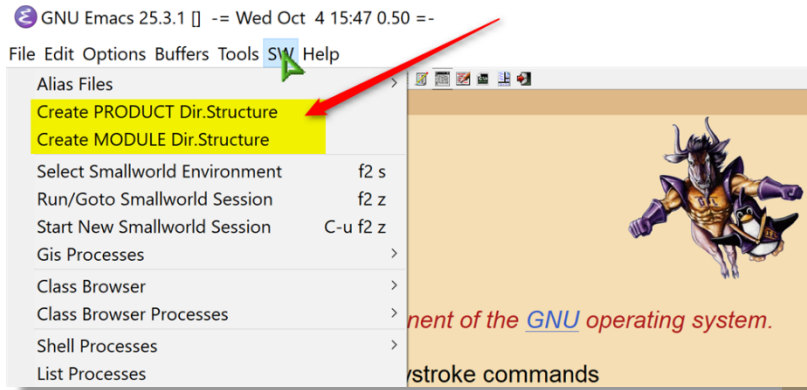 GNU Emacs 25.3.1 [] -= Wed Oct 4 15:47 0.50 =-
File Edit Options Buffers Tools SW Help
Alias Files
Create PRODUCT Dir.Structure
Create MODULE Dir.Structure
Select Smallworld Environment f2 s
Run/Goto Smallworld Session f2 z
Start New Smallworld Session C-u f2 z
Gis Processes
Class Browser
Class Browser Processes
nent of the GNU operating system.
Shell Processes
List Processes
ystroke commands